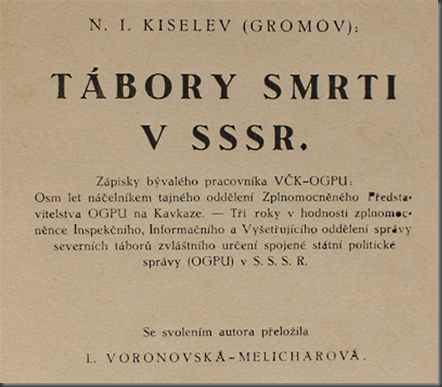 N. I. KISELEV (GROMOV):
TÁBORY SMRTI
V SSSR.
Zápisky bývalého pracovníka VČK-OGPU:
Osm let náčelníkem tajného oddělení Zplnomocněného Předsta-
vitelstva OGPU na Kavkaze. — Tři roky v hodnosti zplnomoc-
něnce Inspekčního, Informačního a Vyšetřujícího oddělení správy
severních táborů zvláštního určení spojené státní politické
správy (OGPU) v S. S. S. R.
Se svolením autora přeložila
L. VORONOVSKÁ-MELICHAROVÁ.